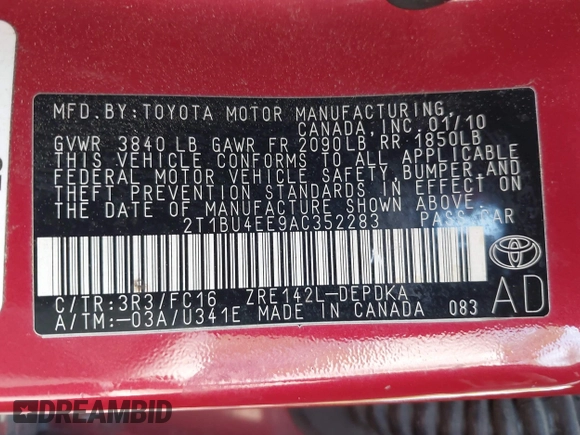 MFD. BY: TOYOTA MOTOR MANUFACTURING
CANADA, INC. 01/10
GVWR 3840 LB GAWR FR 2090LB, RR 1850LB
THIS VEHICLE CONFORMS TO ALL APPLICABLE
FEDERAL MOTOR VEHICLE SAFETY, BUMPER, AND
THEFT PREVENTION STANDARDS IN EFFECT ON
THE DATE OF MANUFACTURE SHOWN ABOVE.
2T1BU4EE9AC352283 PASS CAR
C/TR:3R3/FC16 ZRE142L-DEPDKA
A/TM:-03A/U341E MADE IN CANADA 083
AD
DREAMBID